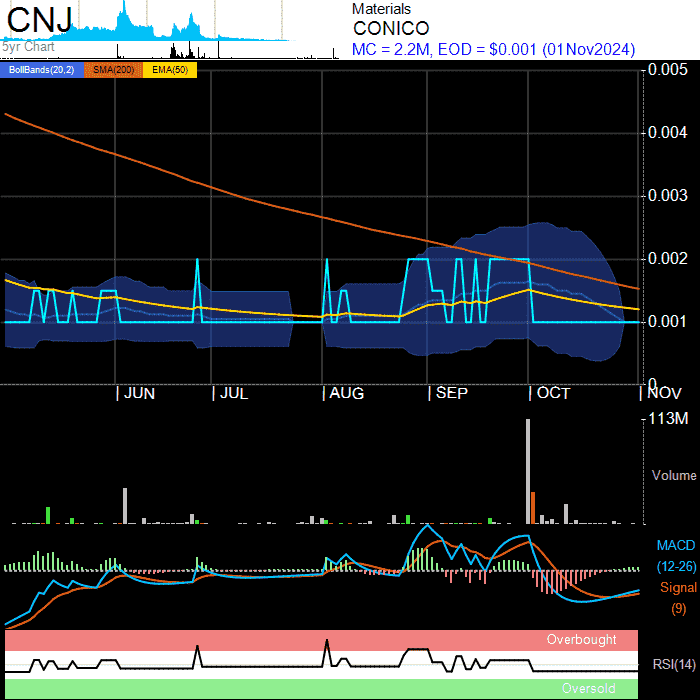 CNJ
5yr Chart
Materials
CONICO
MC = 2.2M, EOD = $0.001 (01Nov2024)
BollBands(20,2) SMA(200) EMA(50)
0.005
0.004
0.003
0.002
0.001
0
JUN JUL AUG SEP OCT NOV
113M
Volume
MACD
(12-26)
Signal
(9)
Overbought
RSI(14)
Oversold